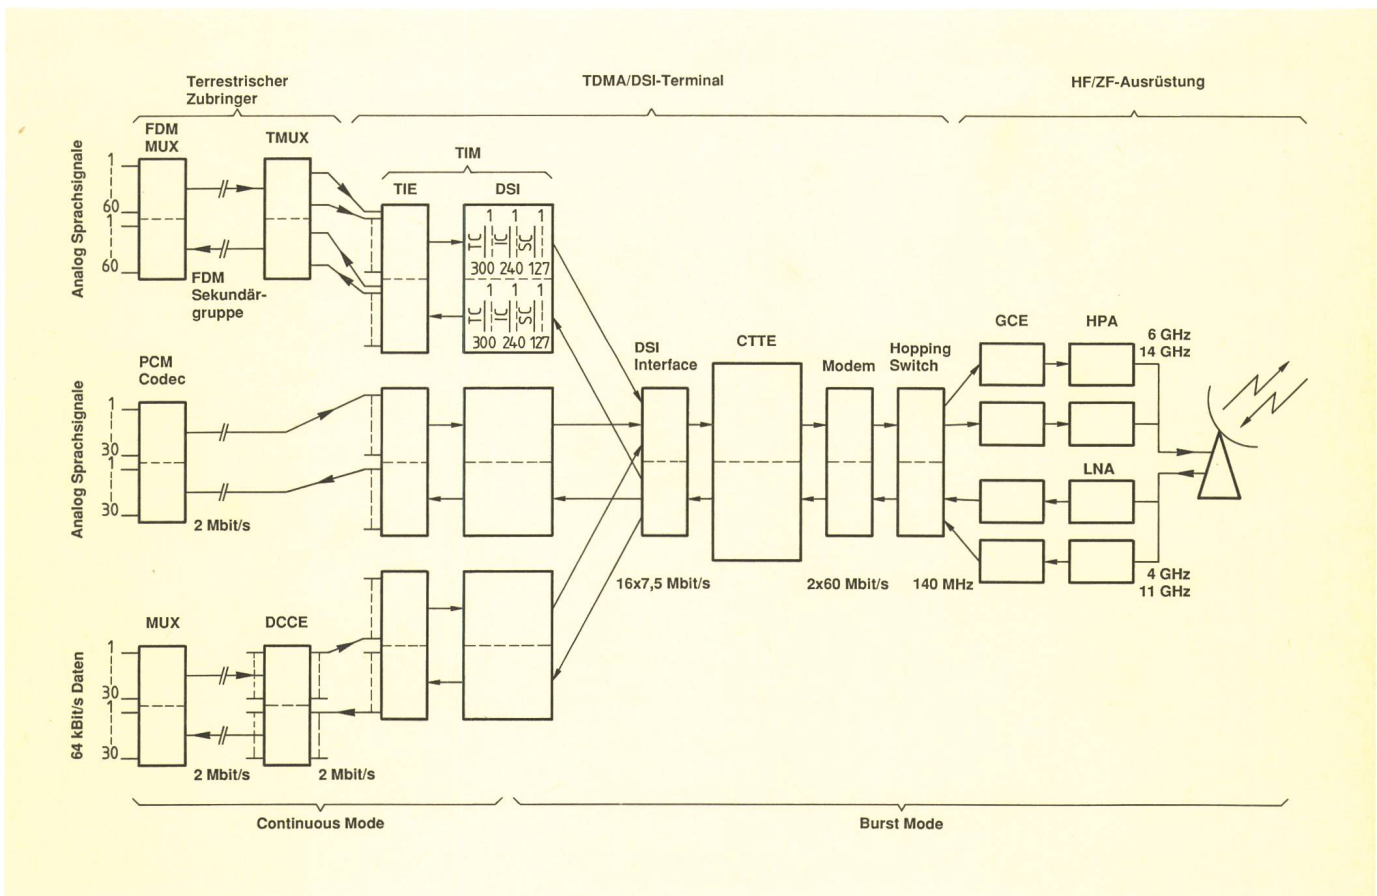 Terrestrischer
Zubringer
TDMA/DSI-Terminal
HF/ZF-Ausrüstung
FDM
MUX
TMUX
TIM
TIE
DSI
Analog Sprachsignale
1
60
1
60
FDM
Sekundär-
gruppe
TC 1 IC 1 SC 1
300 240 127
TC 1 IC 1 SC 1
300 240 127
PCM
Codec
Analog Sprachsignale
1
30
1
30
2 Mbit/s
DSI
Interface
CTTE
Modem
Hopping
Switch
GCE
HPA
6 GHz
14 GHz
LNA
4 GHz
11 GHz
16x7,5 Mbit/s
2x60 Mbit/s
140 MHz
MUX
DCCE
64 kBit/s Daten
1
30
1
30
2 Mbit/s
2 Mbit/s
Continuous Mode
Burst Mode